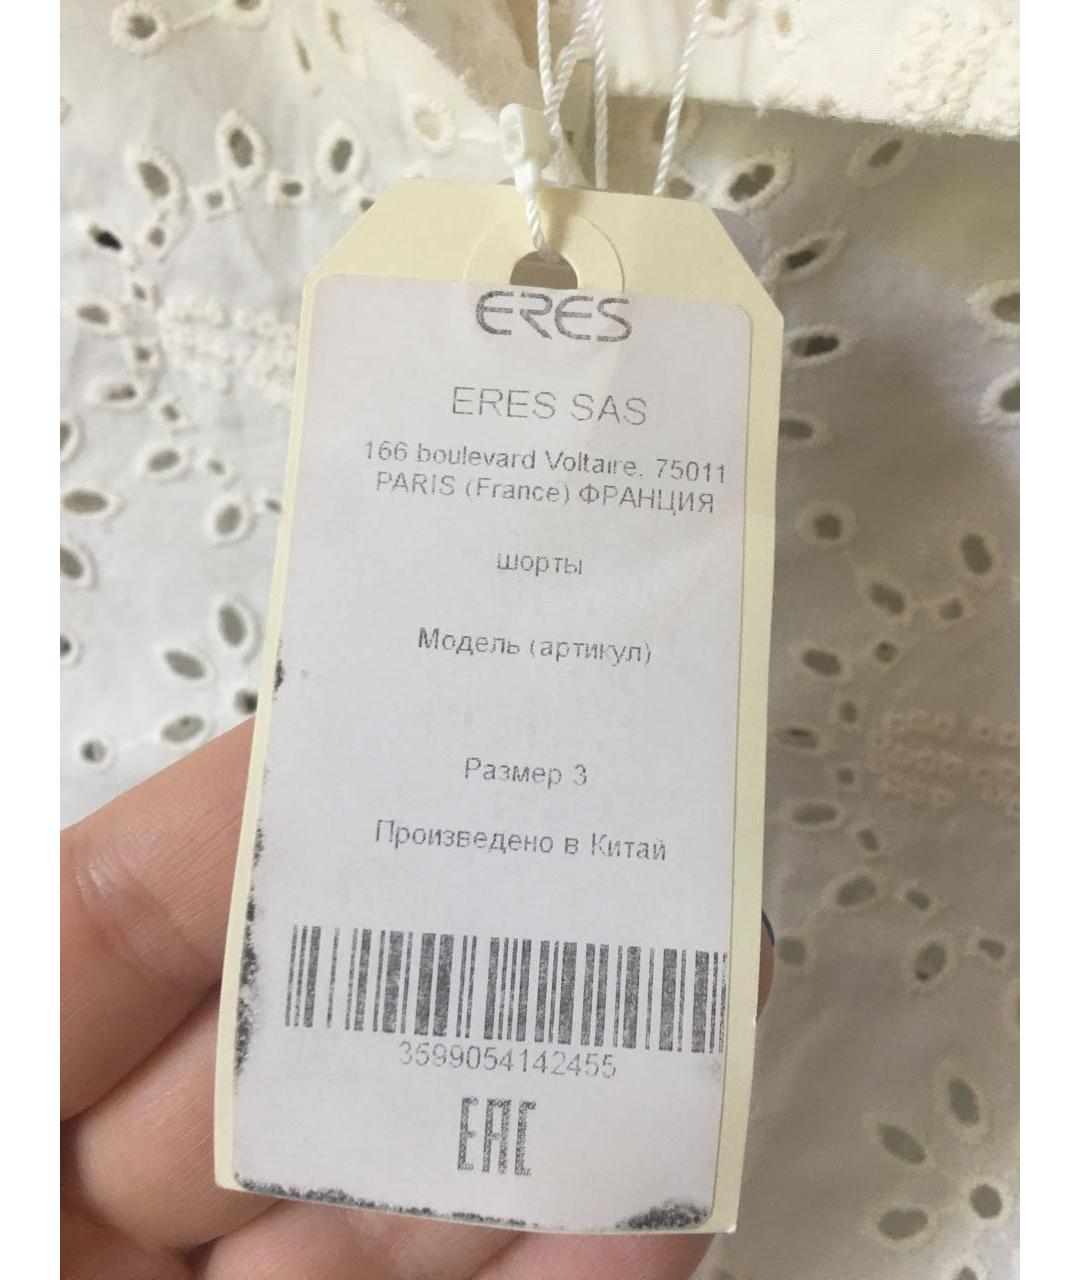 ERES
ERES SAS
166 boulevard Voltaire, 75011
PARIS (France) ФРАНЦИЯ
шорты
Модель (артикул)
Размер 3
Произведено в Китай
3599054142455
EAC